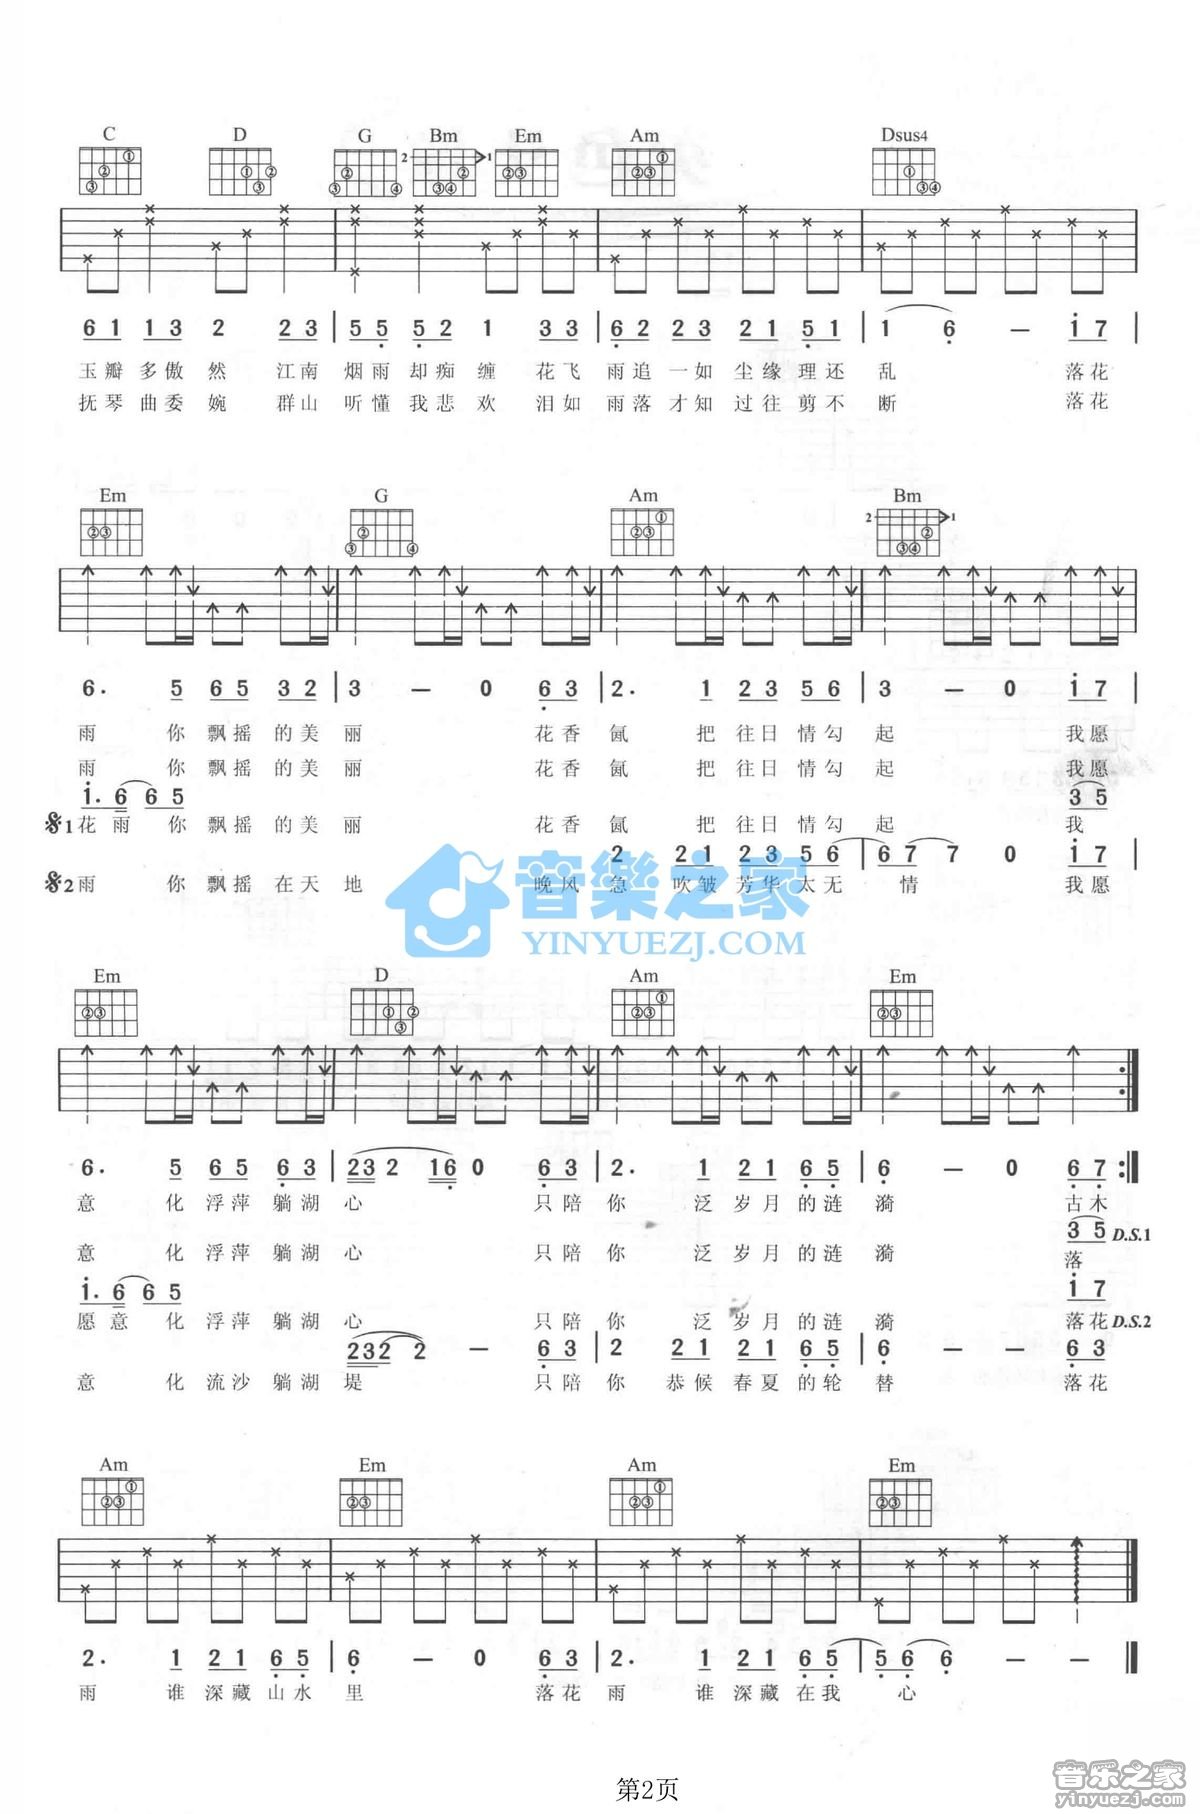 C D G Bm Em Am Dsus4
6 1 1 3 2 2 3 | 5 5 5 2 1 3 3 | 6 2 2 3 2 1 5 1 | 1 6 — i 7 |
玉瓣多傲然 江南烟雨却痴缠 花飞雨追一如尘缘理还乱 落花
抚琴曲委婉 群山听懂我悲欢 泪如雨落才知过往剪不断 落花
Em G Am Bm
6. 5 6 5 3 2 | 3 — 0 6 3 | 2. 1 2 3 5 6 | 3 — 0 i 7 |
雨 你飘摇的美丽 花香氤 把往日情勾起 我愿
雨 你飘摇的美丽 花香氤 把往日情勾起 我愿
i. 6 6 5 3 5
1 花雨 你飘摇的美丽 花香氤 把往日情勾起 我
2 2 1 2 3 5 6 6 7 7 0 i 7
2 雨 你飘摇在天地 晚风急 吹皱芳华太无情 我愿
音樂之家
YINYUEZJ.COM
Em D Am Em
6. 5 6 5 6 3 | 2 3 2 1 6 0 6 3 | 2. 1 2 1 6 5 | 6 — 0 6 7 :||
意 化浮萍躺湖心 只陪你 泛岁月的涟漪 古木
3 5 D.S.1
意 化浮萍躺湖心 只陪你 泛岁月的涟漪 落
i. 6 6 5 i 7
愿意 化浮萍躺湖心 只陪你 泛岁月的涟漪 落花 D.S.2
2 3 2 2 — 6 3 | 2 2 1 2 1 6 5 | 6 — — 6 3
意 化流沙躺湖堤 只陪你 恭候春夏的轮替 落花
Am Em Am Em
2. 1 2 1 6 5 | 6 — 0 6 3 | 2. 1 2 1 6 5 | 5 6 6 — — ||
雨 谁深藏山水里 落花雨 谁深藏在我心
第2页
音乐之家
yinyuezj.com